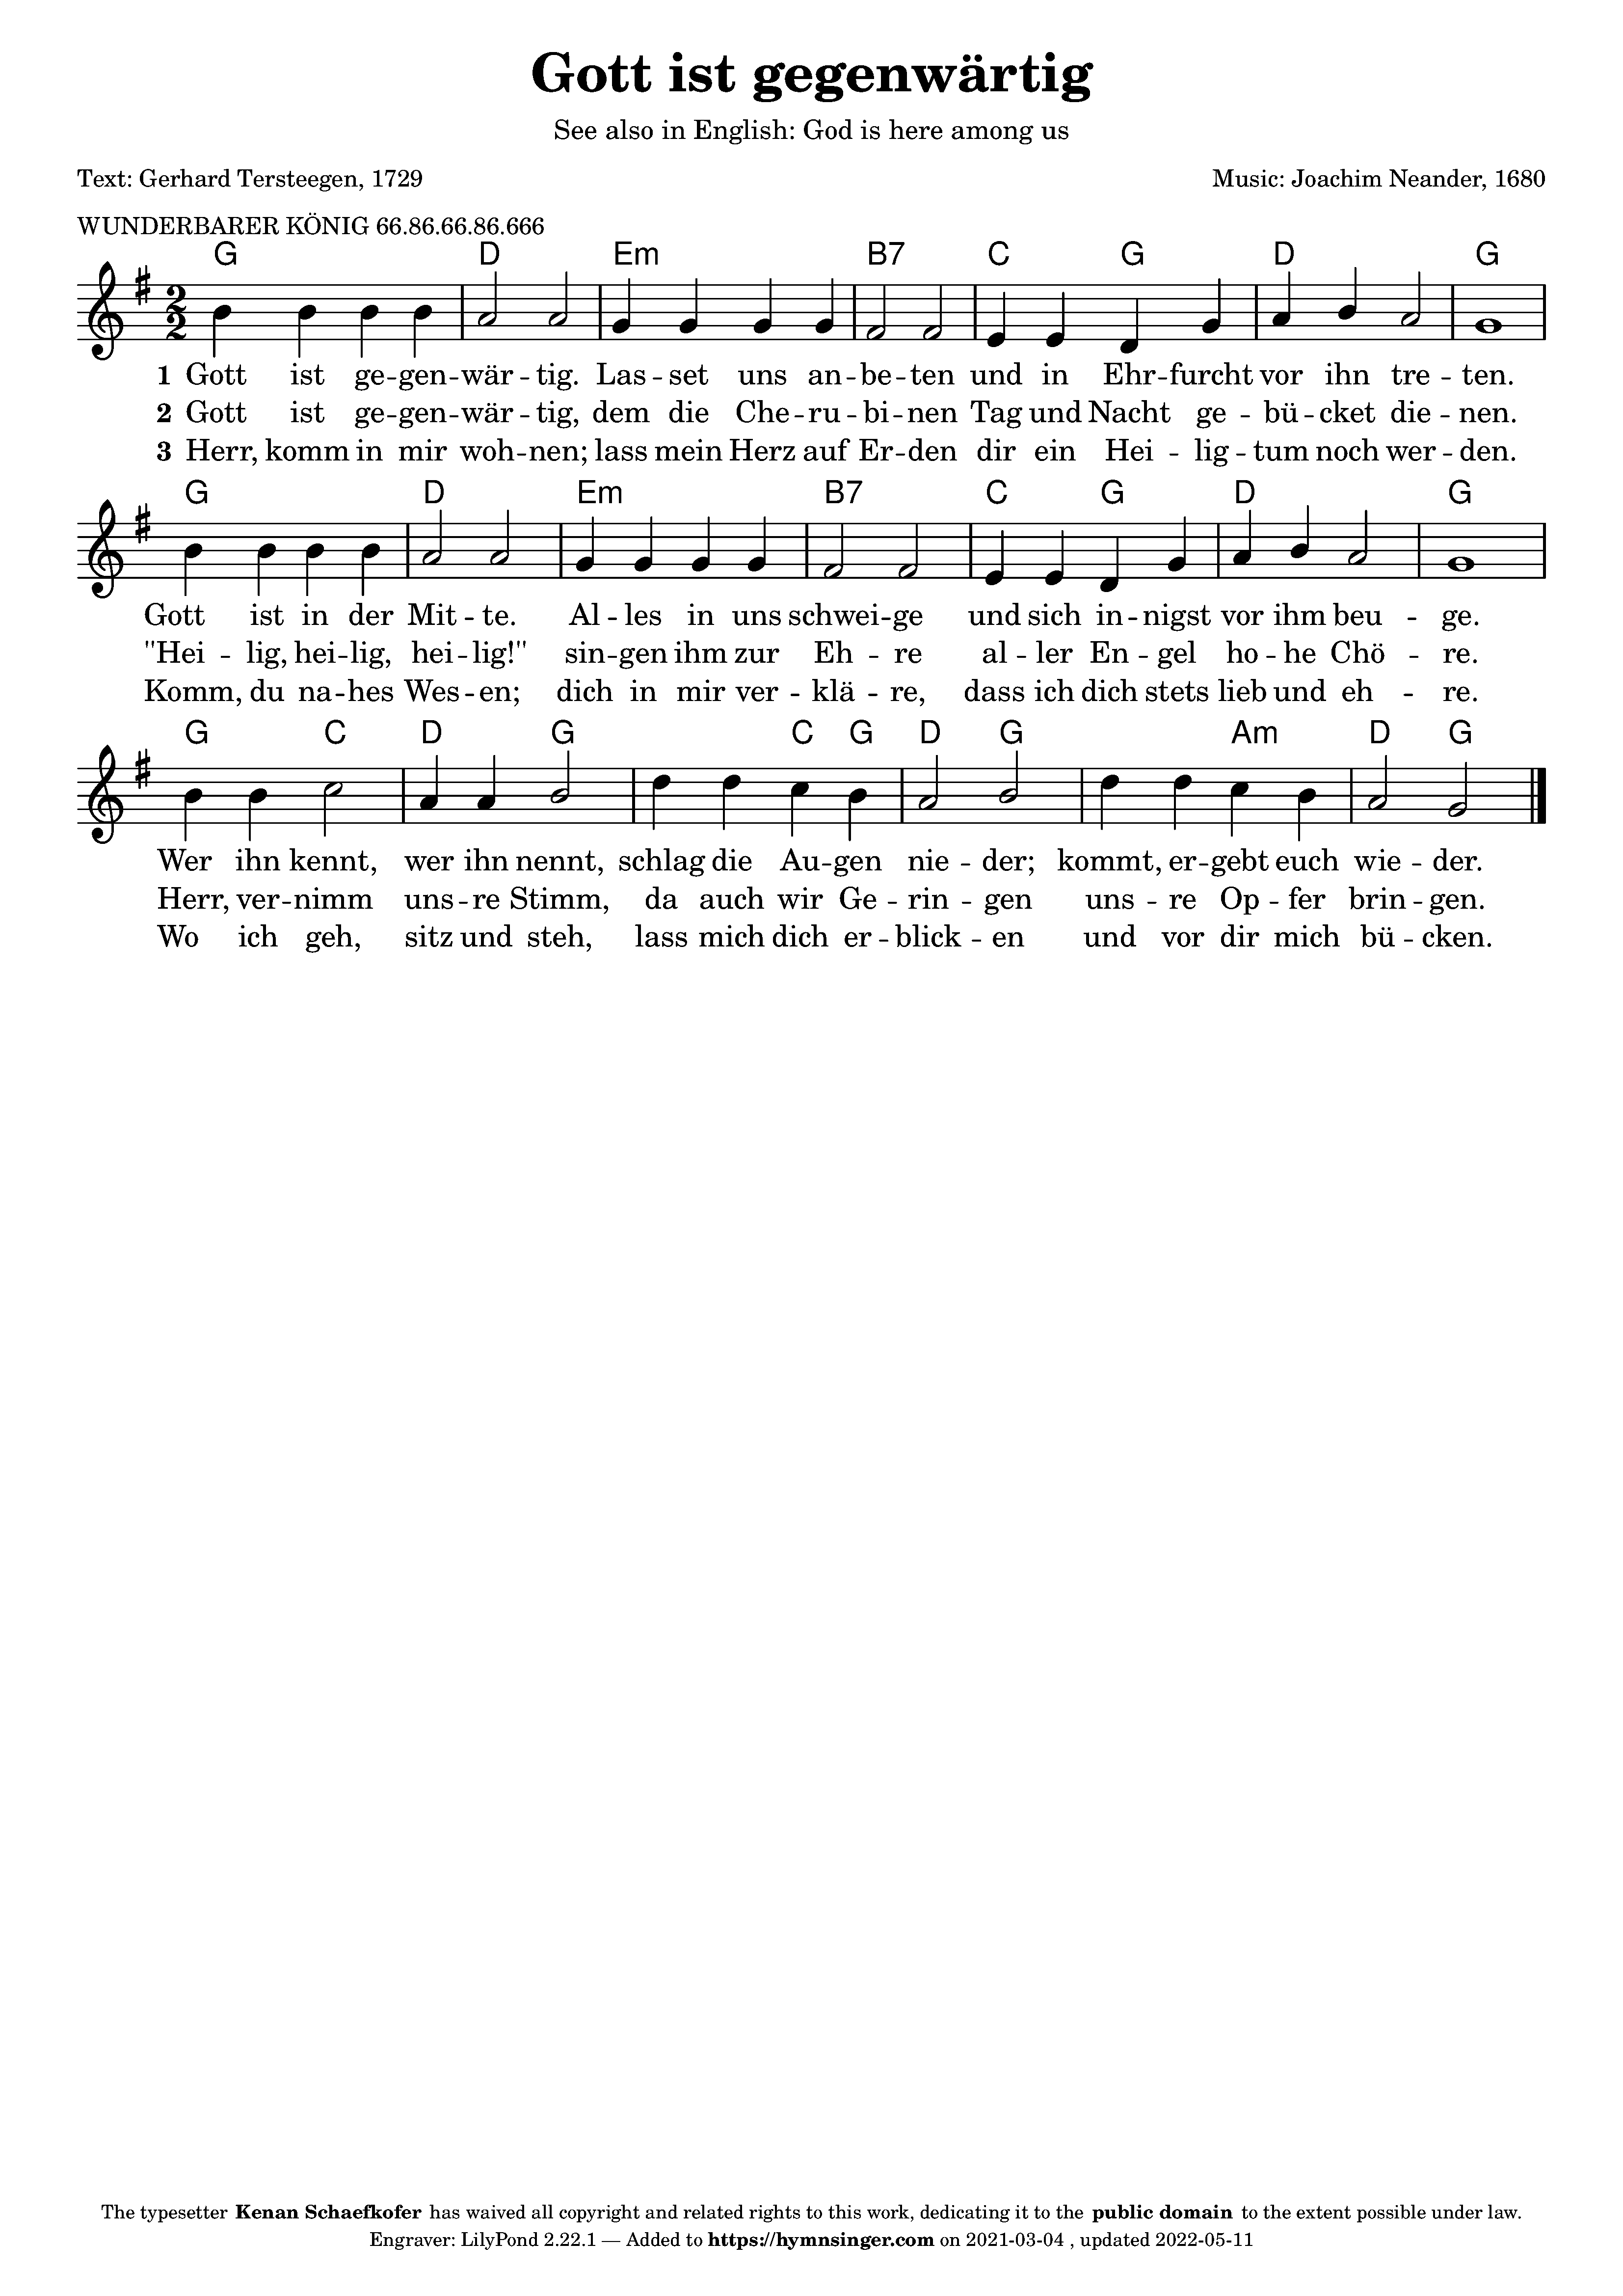 Gott ist gegenwärtig
See also in English: God is here among us
Text: Gerhard Tersteegen, 1729 Music: Joachim Neander, 1680
WUNDERBARER KÖNIG 66.86.66.86.666
G D Em B7 C G D G
2
2
1 Gott ist ge -- gen -- wär -- tig. Las -- set uns an -- be -- ten und in Ehr -- furcht vor ihn tre -- ten.
2 Gott ist ge -- gen -- wär -- tig, dem die Che -- ru -- bi -- nen Tag und Nacht ge -- bü -- cket die -- nen.
3 Herr, komm in mir woh -- nen; lass mein Herz auf Er -- den dir ein Hei -- lig -- tum noch wer -- den.
G D Em B7 C G D G
Gott ist in der Mit -- te. Al -- les in uns schwei -- ge und sich in -- nigst vor ihm beu -- ge.
"Hei -- lig, hei -- lig, hei -- lig!" sin -- gen ihm zur Eh -- re al -- ler En -- gel ho -- he Chö -- re.
Komm, du na -- hes Wes -- en; dich in mir ver -- klä -- re, dass ich dich stets lieb und eh -- re.
G C D G C G D G Am D G
Wer ihn kennt, wer ihn nennt, schlag die Au -- gen nie -- der; kommt, er -- gebt euch wie -- der.
Herr, ver -- nimm uns -- re Stimm, da auch wir Ge -- rin -- gen uns -- re Op -- fer brin -- gen.
Wo ich geh, sitz und steh, lass mich dich er -- blick -- en und vor dir mich bü -- cken.
The typesetter Kenan Schaefkofer has waived all copyright and related rights to this work, dedicating it to the public domain to the extent possible under law.
Engraver: LilyPond 2.22.1 — Added to https://hymnsinger.com on 2021-03-04 , updated 2022-05-11